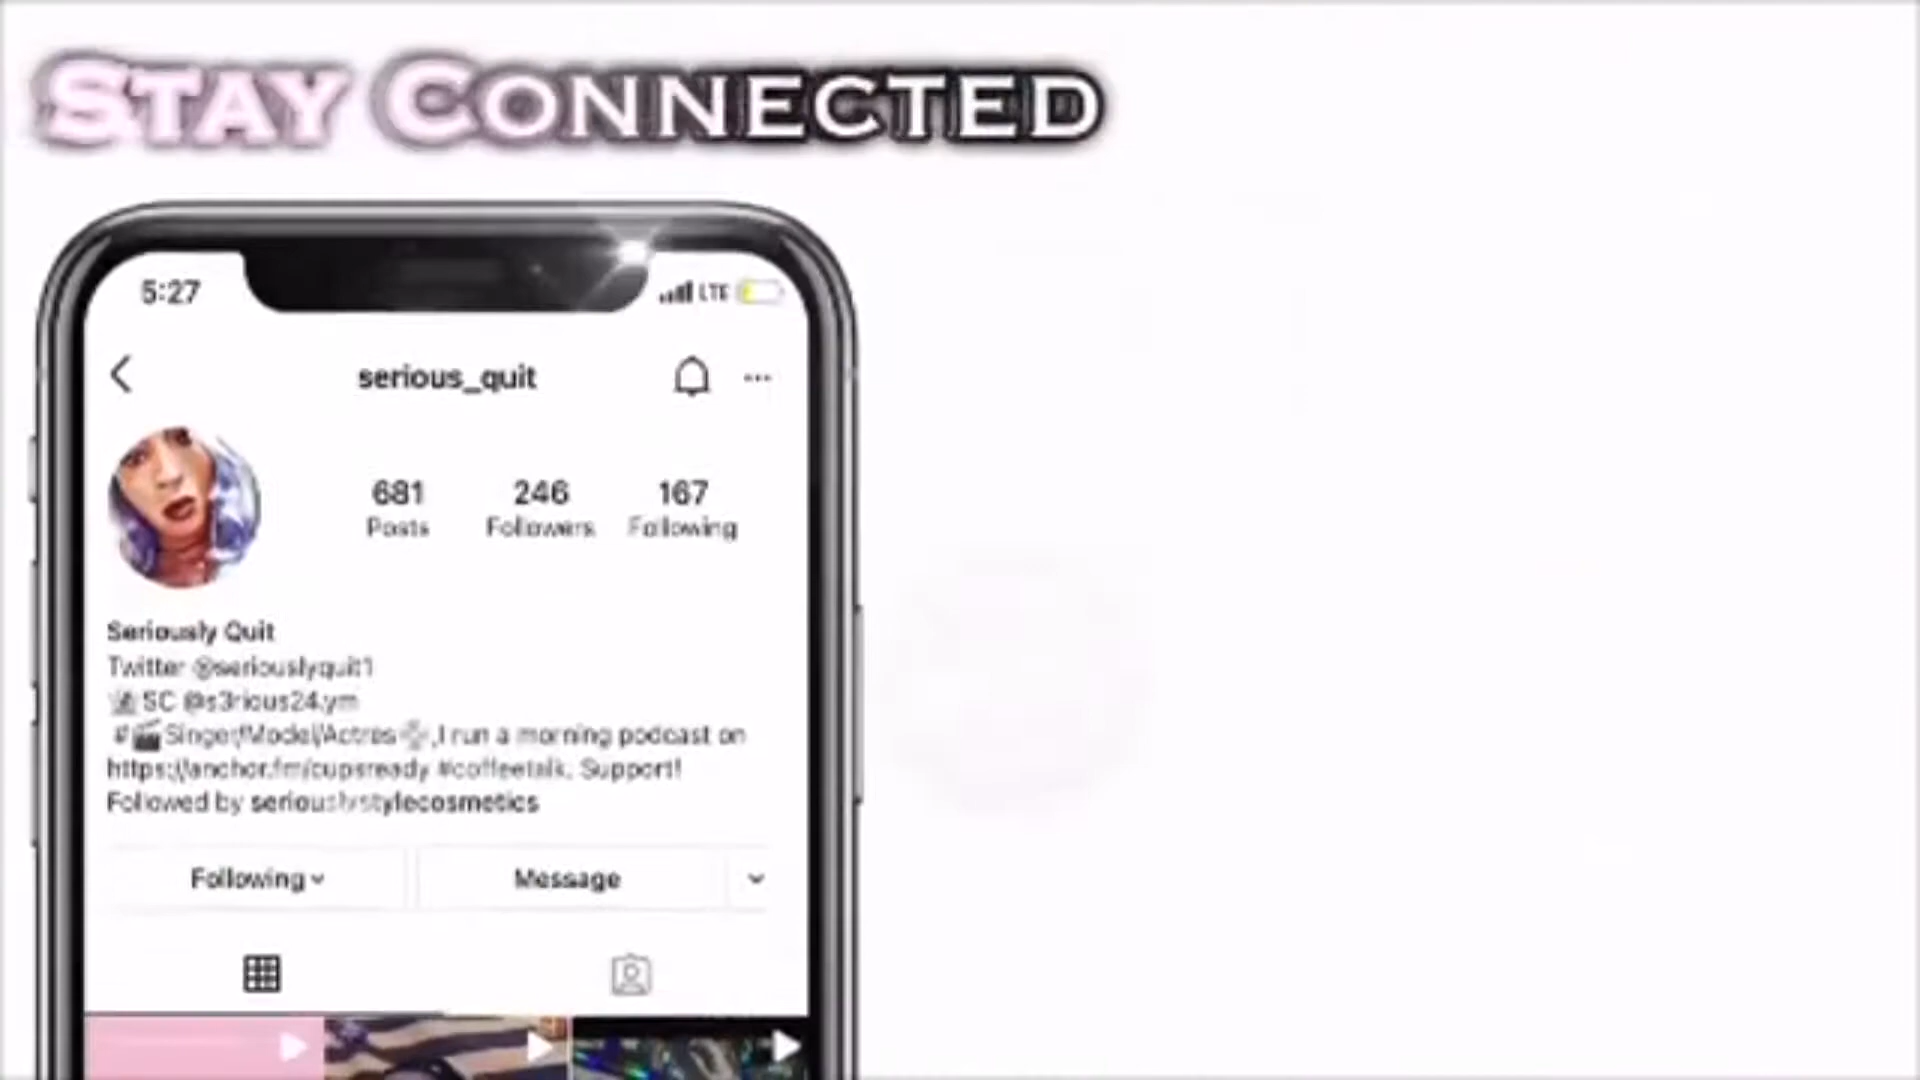 STAY CONNECTED
5:27
LTE
serious_quit
681 246 167
Posts Followers Following
Seriously Quit
Twitter @seriouslyquit1
SC @s3rious24.ym
#🎬Singer/Model/Actres ,I run a morning podcast on
https://anchor.fm/cupsready #coffeetalk. Support!
Followed by seriouslystylecosmetics
Following
Message